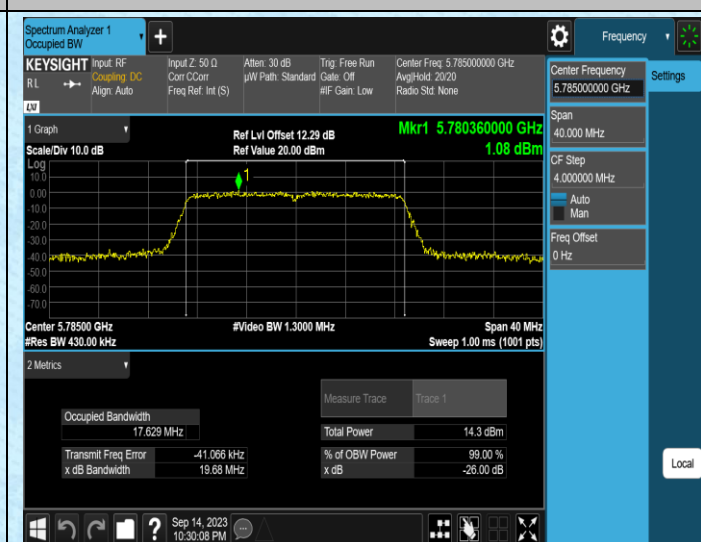 Spectrum Analyzer 1
Occupied BW
+
Frequency
KEYSIGHT
RL
LXI
Input: RF
Coupling: DC
Align: Auto
Input Z: 50 Ω
Corr CCorr
Freq Ref: Int (S)
Atten: 30 dB
µW Path: Standard
Trig: Free Run
Gate: Off
#IF Gain: Low
Center Freq: 5.785000000 GHz
Avg|Hold: 20/20
Radio Std: None
1 Graph
Scale/Div 10.0 dB
Ref Lvl Offset 12.29 dB
Ref Value 20.00 dBm
Mkr1 5.780360000 GHz
1.08 dBm
Log
10.0
0.00
-10.0
-20.0
-30.0
-40.0
-50.0
-60.0
-70.0
1
Center 5.78500 GHz
#Res BW 430.00 kHz
#Video BW 1.3000 MHz
Span 40 MHz
Sweep 1.00 ms (1001 pts)
2 Metrics
Measure Trace Trace 1
Occupied Bandwidth
17.629 MHz
Total Power 14.3 dBm
Transmit Freq Error -41.066 kHz
% of OBW Power 99.00 %
x dB Bandwidth 19.68 MHz
x dB -26.00 dB
Center Frequency
5.785000000 GHz
Settings
Span
40.000 MHz
CF Step
4.000000 MHz
Auto
Man
Freq Offset
0 Hz
Local
?
Sep 14, 2023
10:30:08 PM